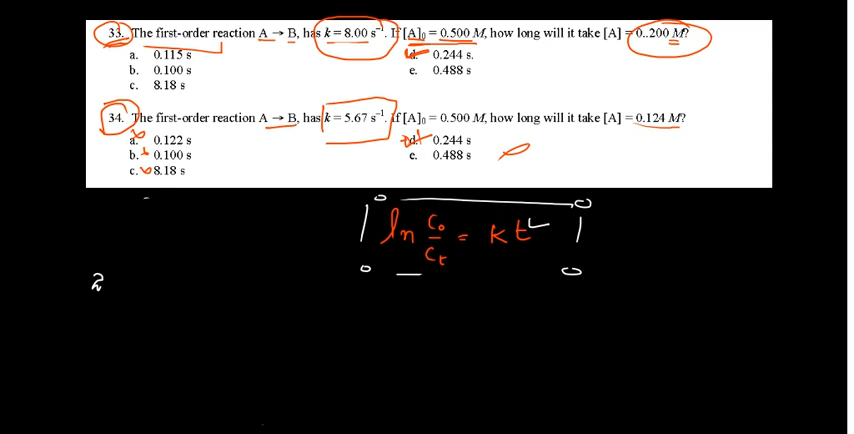 33. The first-order reaction A → B, has k = 8.00 s⁻¹. If [A]₀ = 0.500 M, how long will it take [A] = 0..200 M?
a. 0.115 s
b. 0.100 s
c. 8.18 s
d. 0.244 s.
e. 0.488 s
34. The first-order reaction A → B, has k = 5.67 s⁻¹. If [A]₀ = 0.500 M, how long will it take [A] = 0.124 M?
a. 0.122 s
b. 0.100 s
c. 8.18 s
d. 0.244 s
e. 0.488 s
ln C₀/Cₜ = K t
2